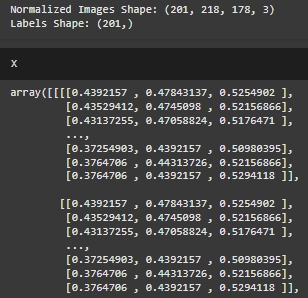 Normalized Images Shape: (201, 218, 178, 3)
Labels Shape: (201,)
X
array([[[[0.4392157 , 0.47843137, 0.5254902 ],
[0.43529412, 0.4745098 , 0.52156866],
[0.43137255, 0.47058824, 0.5176471 ],
...,
[0.37254903, 0.4392157 , 0.50980395],
[0.3764706 , 0.44313726, 0.52156866],
[0.3764706 , 0.4392157 , 0.5294118 ]],
[[0.4392157 , 0.47843137, 0.5254902 ],
[0.43529412, 0.4745098 , 0.52156866],
[0.43137255, 0.47058824, 0.5176471 ],
...,
[0.37254903, 0.4392157 , 0.50980395],
[0.3764706 , 0.44313726, 0.52156866],
[0.3764706 , 0.4392157 , 0.5294118 ]],